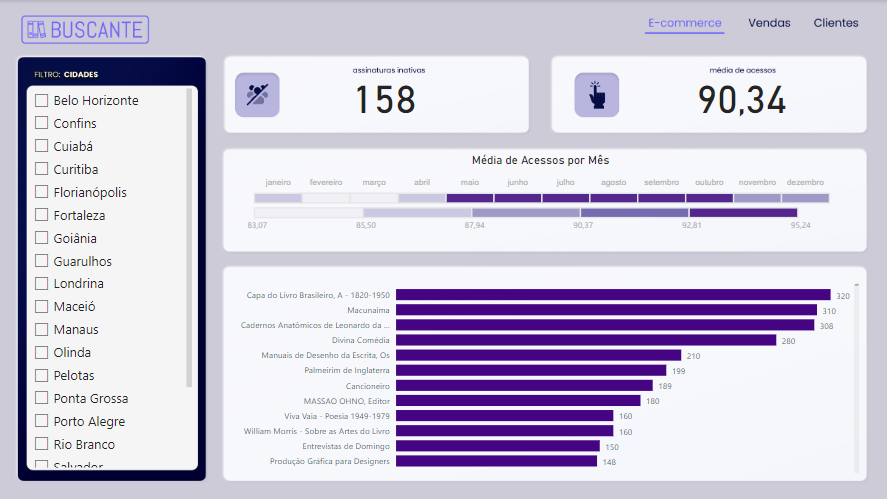 BUSCANTE
E-commerce Vendas Clientes
FILTRO: CIDADES
Belo Horizonte
Confins
Cuiabá
Curitiba
Florianópolis
Fortaleza
Goiânia
Guarulhos
Londrina
Maceió
Manaus
Olinda
Pelotas
Ponta Grossa
Porto Alegre
Rio Branco
Salvador
assinaturas inativas
158
média de acessos
90,34
Média de Acessos por Mês
janeiro fevereiro março abril maio junho julho agosto setembro outubro novembro dezembro
83,07 85,50 87,94 90,37 92,81 95,24
Capa do Livro Brasileiro, A - 1820-1950 320
Macunaima 310
Cadernos Anatômicos de Leonardo da ... 308
Divina Comédia 280
Manuais de Desenho da Escrita, Os 210
Palmeirim de Inglaterra 199
Cancioneiro 189
MASSAO OHNO, Editor 180
Viva Vaia - Poesia 1949-1979 160
William Morris - Sobre as Artes do Livro 160
Entrevistas de Domingo 150
Produção Gráfica para Designers 148